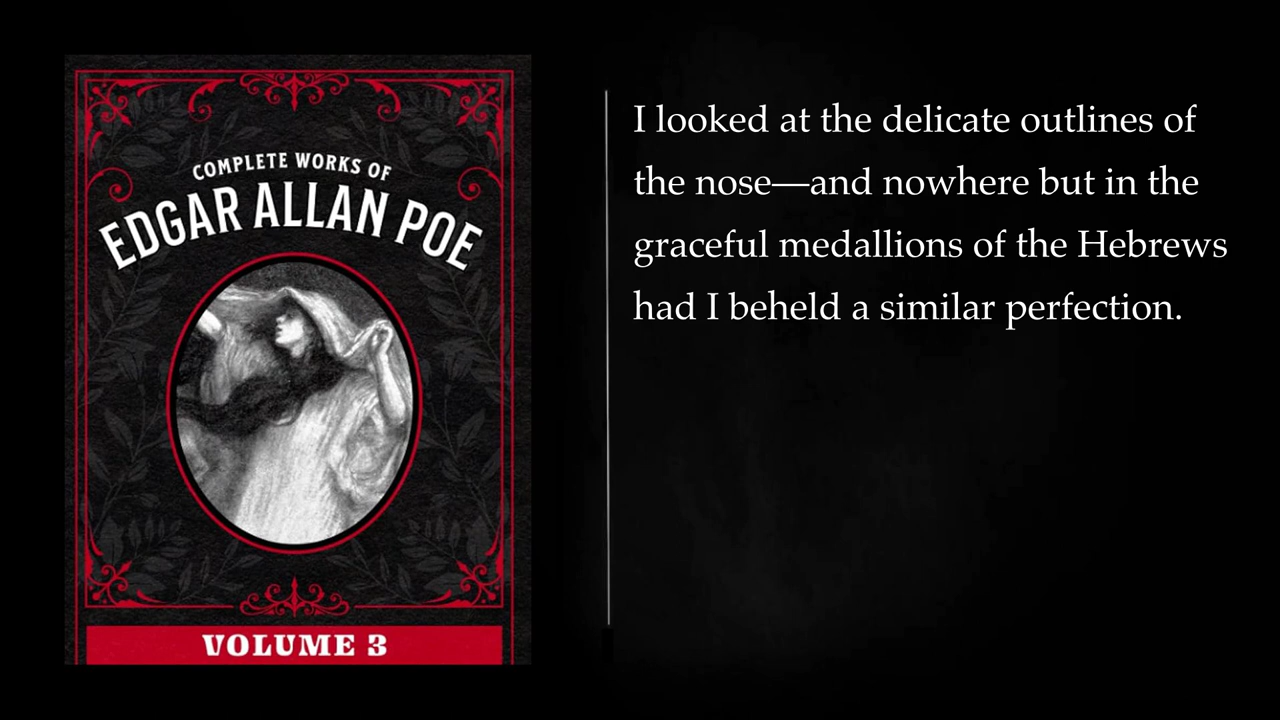 COMPLETE WORKS OF
EDGAR ALLAN POE
VOLUME 3
I looked at the delicate outlines of
the nose—and nowhere but in the
graceful medallions of the Hebrews
had I beheld a similar perfection.